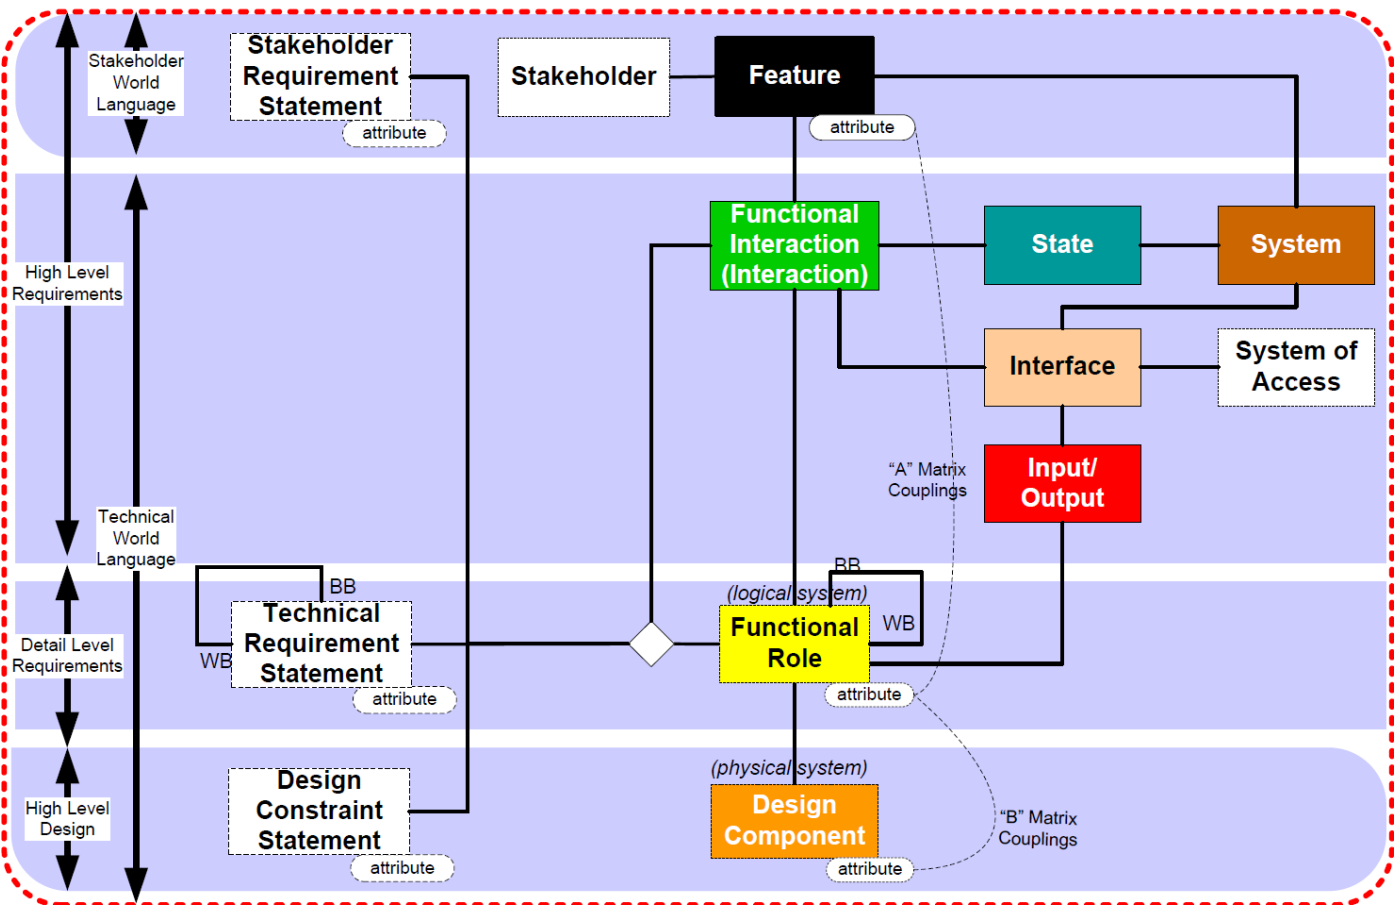 Stakeholder
World
Language
Stakeholder
Requirement
Statement
attribute
Stakeholder
Feature
attribute
High Level
Requirements
Functional
Interaction
(Interaction)
State
System
Interface
System of
Access
Input/
Output
"A" Matrix
Couplings
Technical
World
Language
Detail Level
Requirements
BB
WB
Technical
Requirement
Statement
attribute
BB
(logical system)
WB
Functional
Role
attribute
High Level
Design
Design
Constraint
Statement
attribute
(physical system)
Design
Component
attribute
"B" Matrix
Couplings